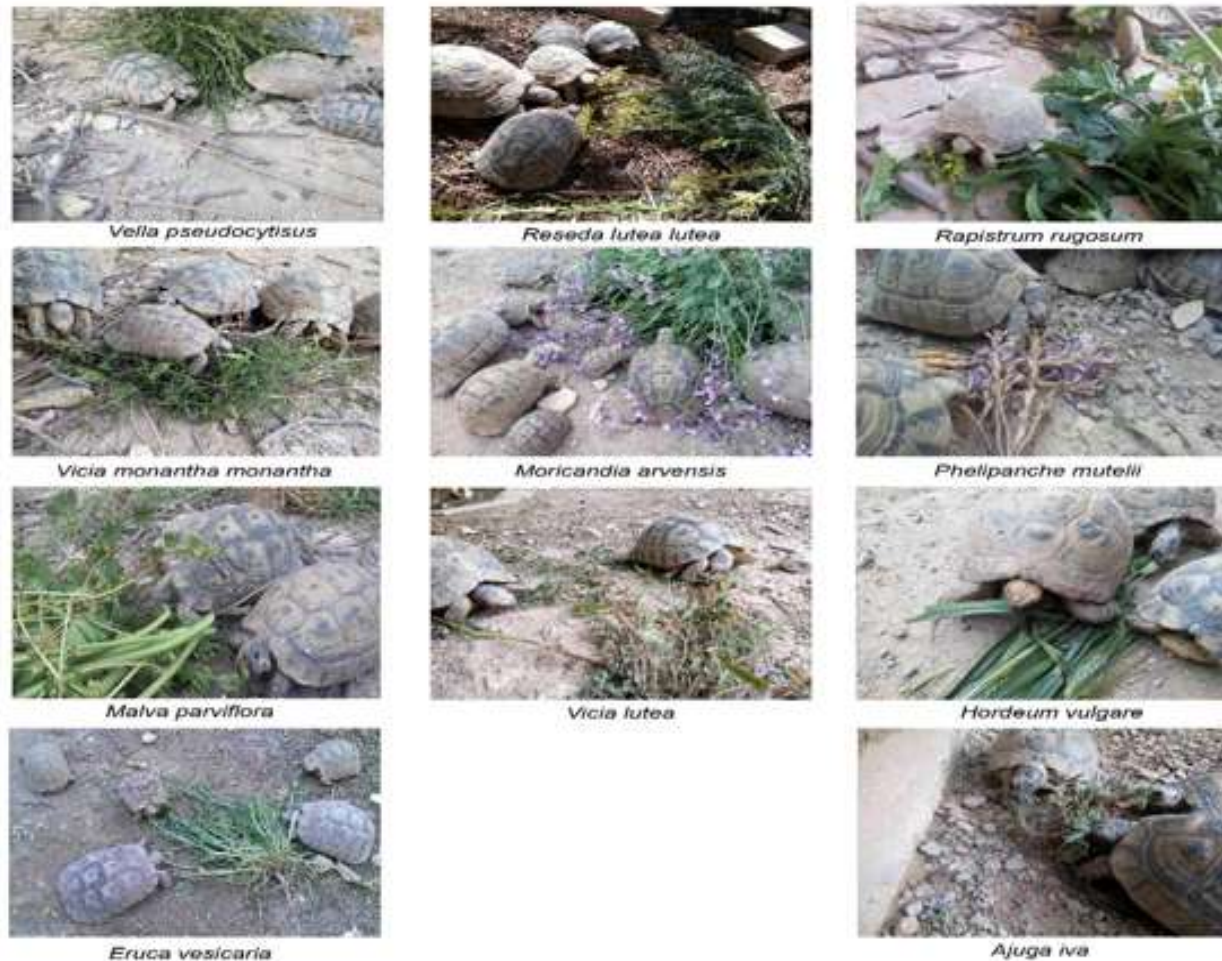 Vella pseudocytisus
Reseda lutea lutea
Rapistrum rugosum
Vicia monantha monantha
Moricandia arvensis
Phelipanche mutelii
Malva parviflora
Vicia lutea
Hordeum vulgare
Eruca vesicaria
Ajuga iva